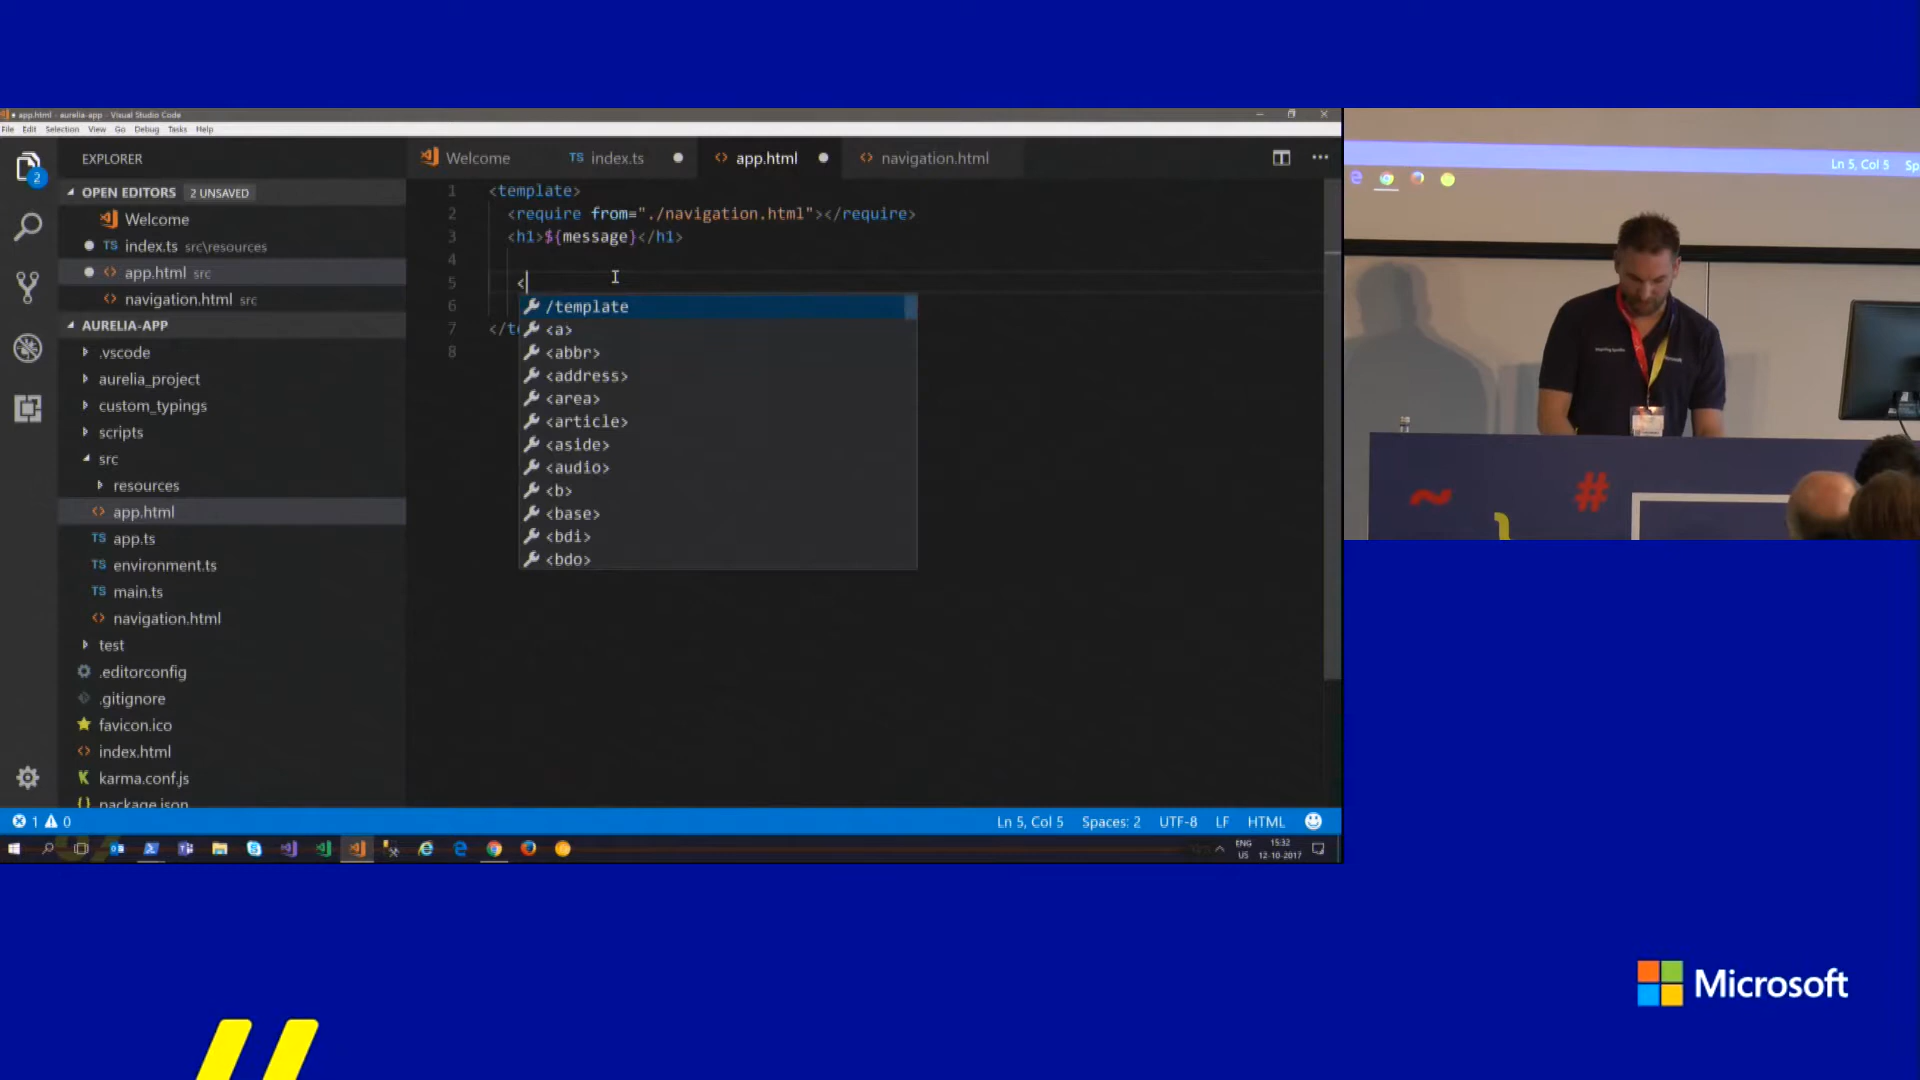 app.html - aurelia-app - Visual Studio Code
File Edit Selection View Go Debug Tasks Help
EXPLORER
OPEN EDITORS 2 UNSAVED
Welcome
index.ts src\resources
app.html src
navigation.html src
AURELIA-APP
.vscode
aurelia_project
custom_typings
scripts
src
resources
app.html
app.ts
environment.ts
main.ts
navigation.html
test
.editorconfig
.gitignore
favicon.ico
index.html
karma.conf.js
package.json
2
Welcome
TS index.ts
app.html
navigation.html
1 <template>
2 <require from="./navigation.html"></require>
3 <h1>${message}</h1>
4
5 <
6
7 </t
8
/template
<a>
<abbr>
<address>
<area>
<article>
<aside>
<audio>
<b>
<base>
<bdi>
<bdo>
1 0
Ln 5, Col 5 Spaces: 2 UTF-8 LF HTML
ENG US
15:32
12-10-2017
Ln 5, Col 5 Sp
~ } #
Microsoft
//